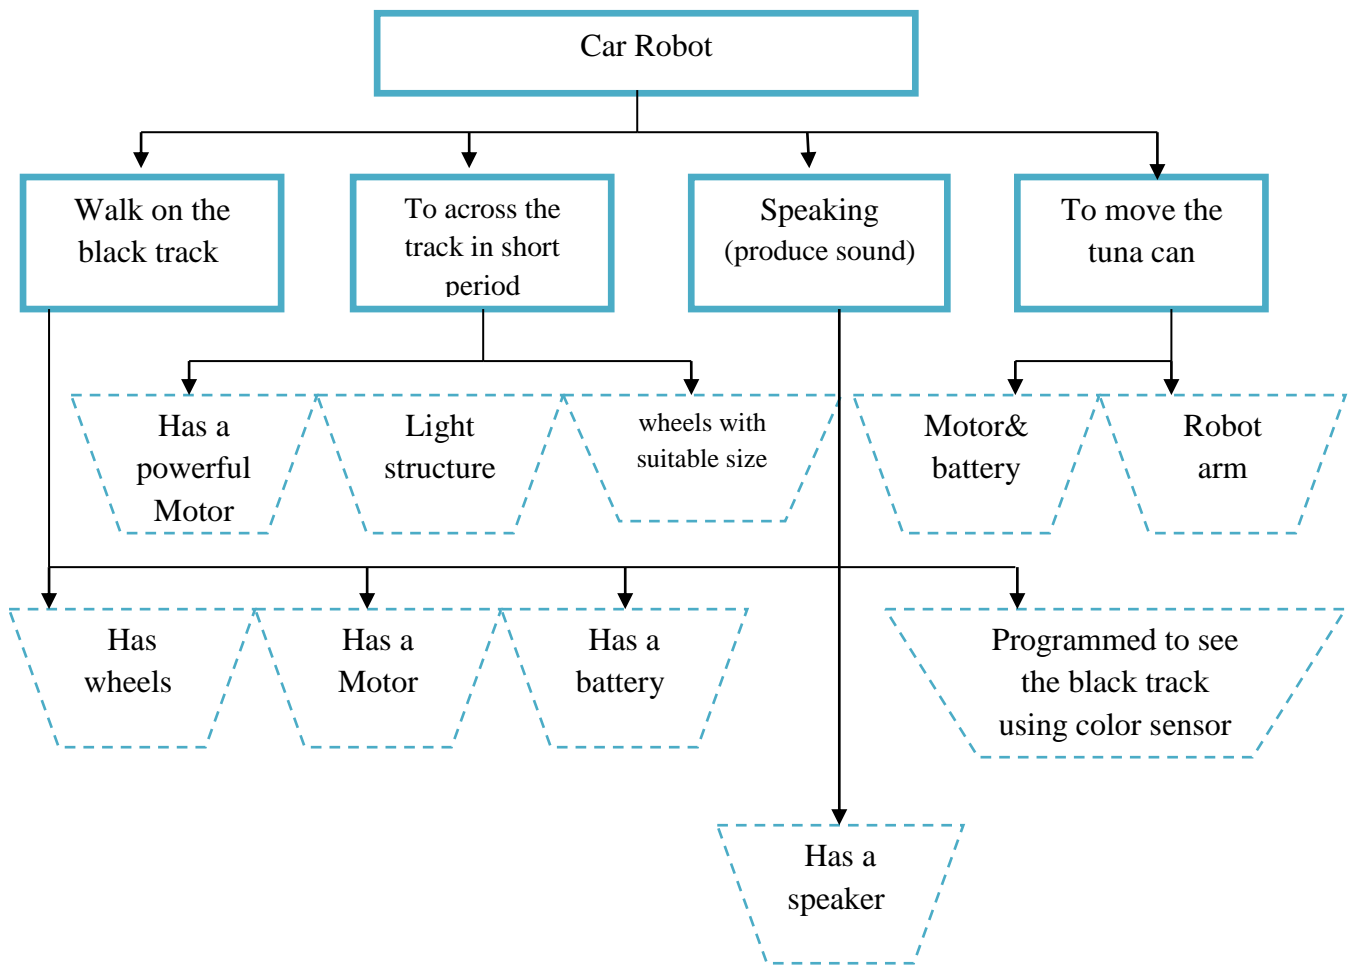 Car Robot
Walk on the
black track
To across the
track in short
period
Speaking
(produce sound)
To move the
tuna can
Has a
powerful
Motor
Light
structure
wheels with
suitable size
Motor&
battery
Robot
arm
Has
wheels
Has a
Motor
Has a
battery
Programmed to see
the black track
using color sensor
Has a
speaker